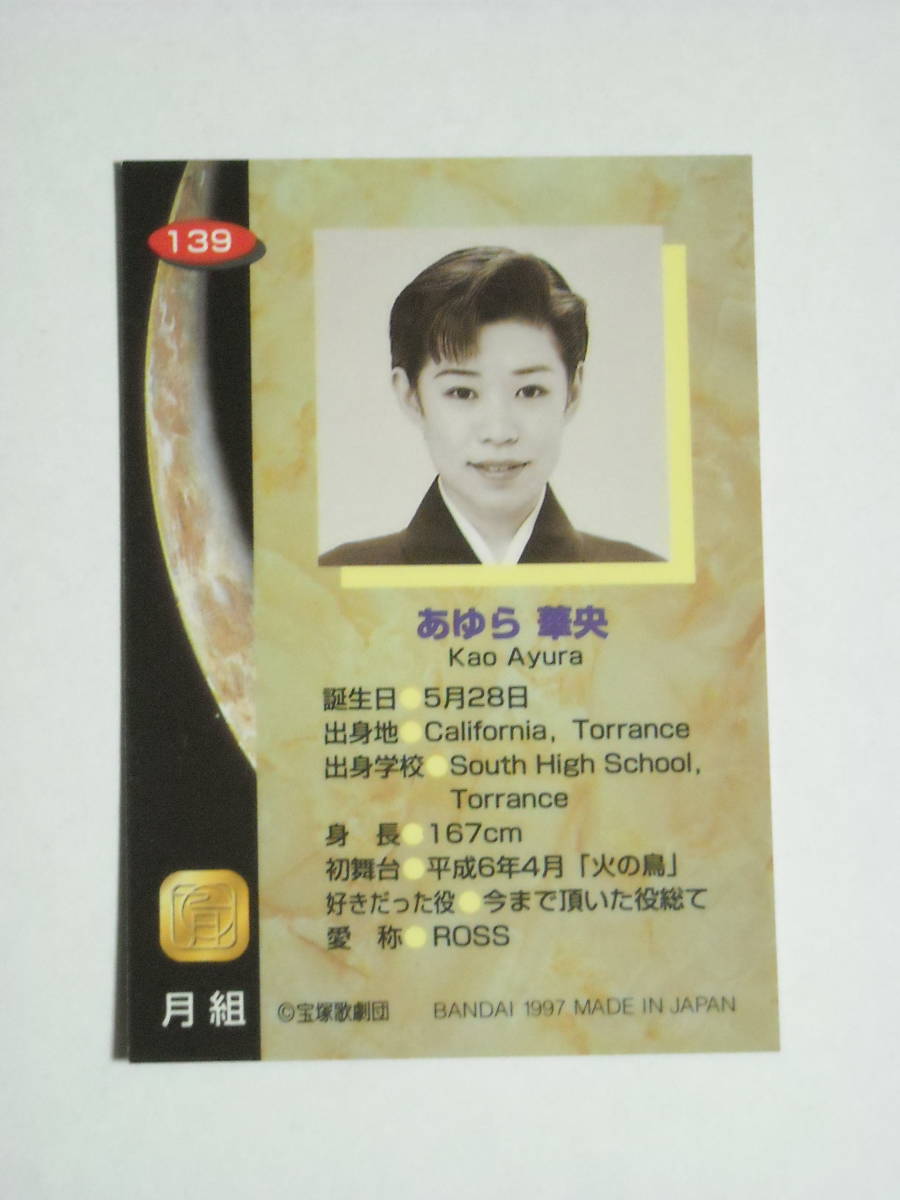 139
あゆら 華央
Kao Ayura
誕生日●5月28日
出身地●California, Torrance
出身学校●South High School,
Torrance
身 長●167cm
初舞台●平成6年4月「火の鳥」
好きだった役●今まで頂いた役総て
愛 称●ROSS
月組
©宝塚歌劇団 BANDAI 1997 MADE IN JAPAN